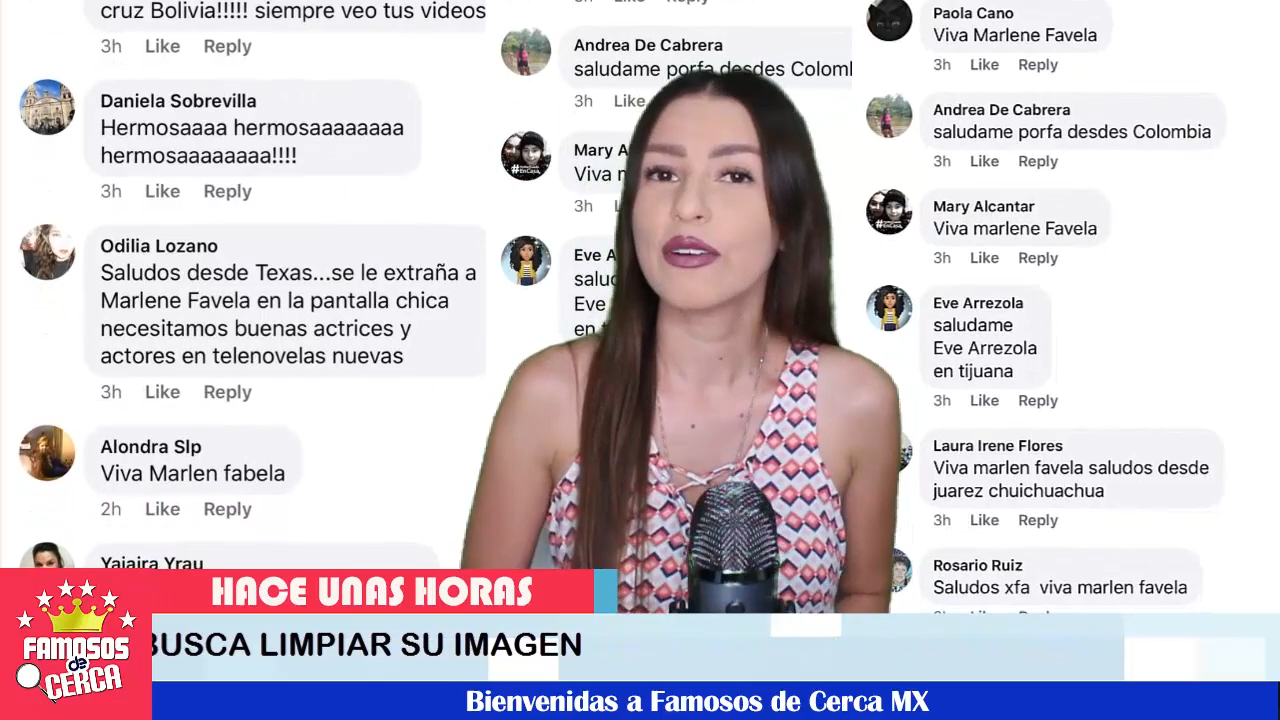 cruz Bolivia!!!!! siempre veo tus videos
3h Like Reply
Daniela Sobrevilla
Hermosaaaa hermosaaaaaaaa
hermosaaaaaaaaa!!!!
3h Like Reply
Odilia Lozano
Saludos desde Texas...se le extraña a
Marlene Favela en la pantalla chica
necesitamos buenas actrices y
actores en telenovelas nuevas
3h Like Reply
Alondra Slp
Viva Marlen fabela
2h Like Reply
Yajaira Yrau
Andrea De Cabrera
saludame porfa desdes Colom
3h Like
Mary A
Viva
3h
Eve A
Eve
en
#EnCasa
Paola Cano
Viva Marlene Favela
3h Like Reply
Andrea De Cabrera
saludame porfa desdes Colombia
3h Like Reply
Mary Alcantar
Viva marlene Favela
3h Like Reply
Eve Arrezola
saludame
Eve Arrezola
en tijuana
3h Like Reply
Laura Irene Flores
Viva marlen favela saludos desde
juarez chuichuachua
3h Like Reply
Rosario Ruiz
Saludos xfa viva marlen favela
HACE UNAS HORAS
BUSCA LIMPIAR SU IMAGEN
FAMOSOS
de
CERCA
Bienvenidas a Famosos de Cerca MX